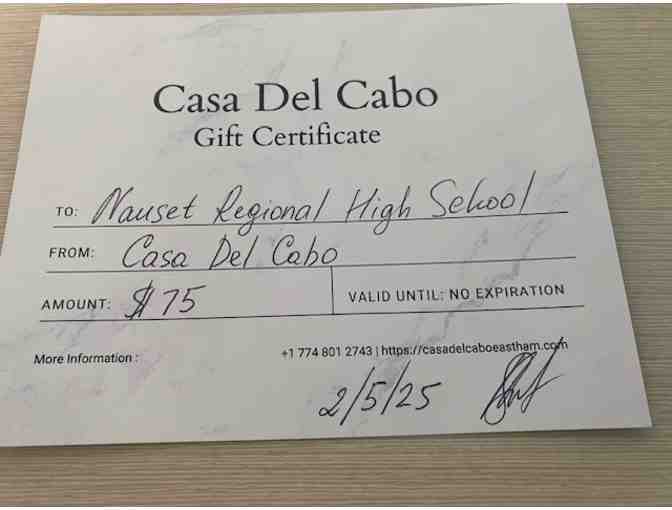 Casa Del Cabo
Gift Certificate
TO: Nauset Regional High School
FROM: Casa Del Cabo
AMOUNT: $75 VALID UNTIL: NO EXPIRATION
More Information : +1 774 801 2743 | https://casadelcaboeastham.com
2/5/25